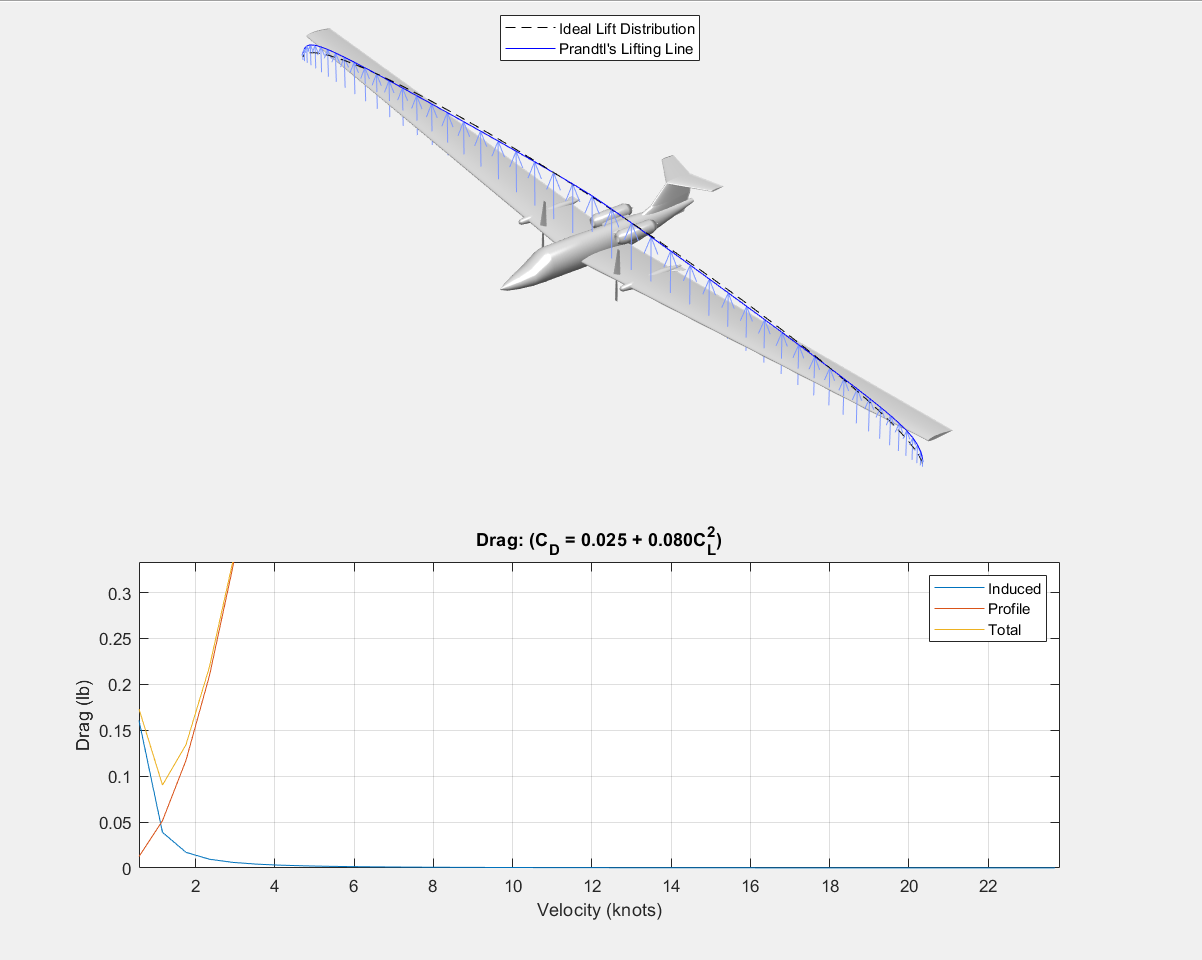 Ideal Lift Distribution
Prandtl's Lifting Line
Drag: (C_D = 0.025 + 0.080C_L^2)
Induced
Profile
Total
0.3
0.25
0.2
0.15
0.1
0.05
0
Drag (lb)
2 4 6 8 10 12 14 16 18 20 22
Velocity (knots)